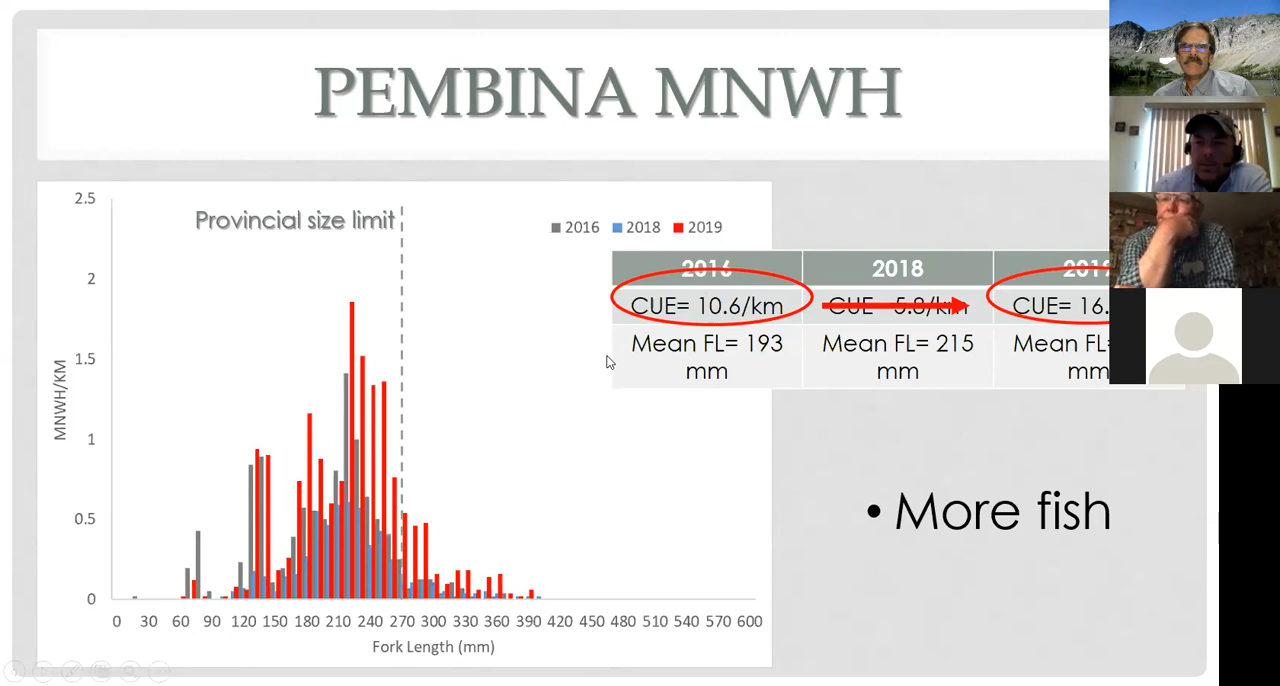 PEMBINA MNWH
2.5
2
1.5
1
0.5
0
MNWH/KM
Provincial size limit
2016 2018 2019
0 30 60 90 120 150 180 210 240 270 300 330 360 390 420 450 480 510 540 570 600
Fork Length (mm)
2016 2018
CUE= 10.6/km CUE= 5.8/km CUE= 16.
Mean FL= 193 Mean FL= 215 Mean FL=
mm mm mm
• More fish